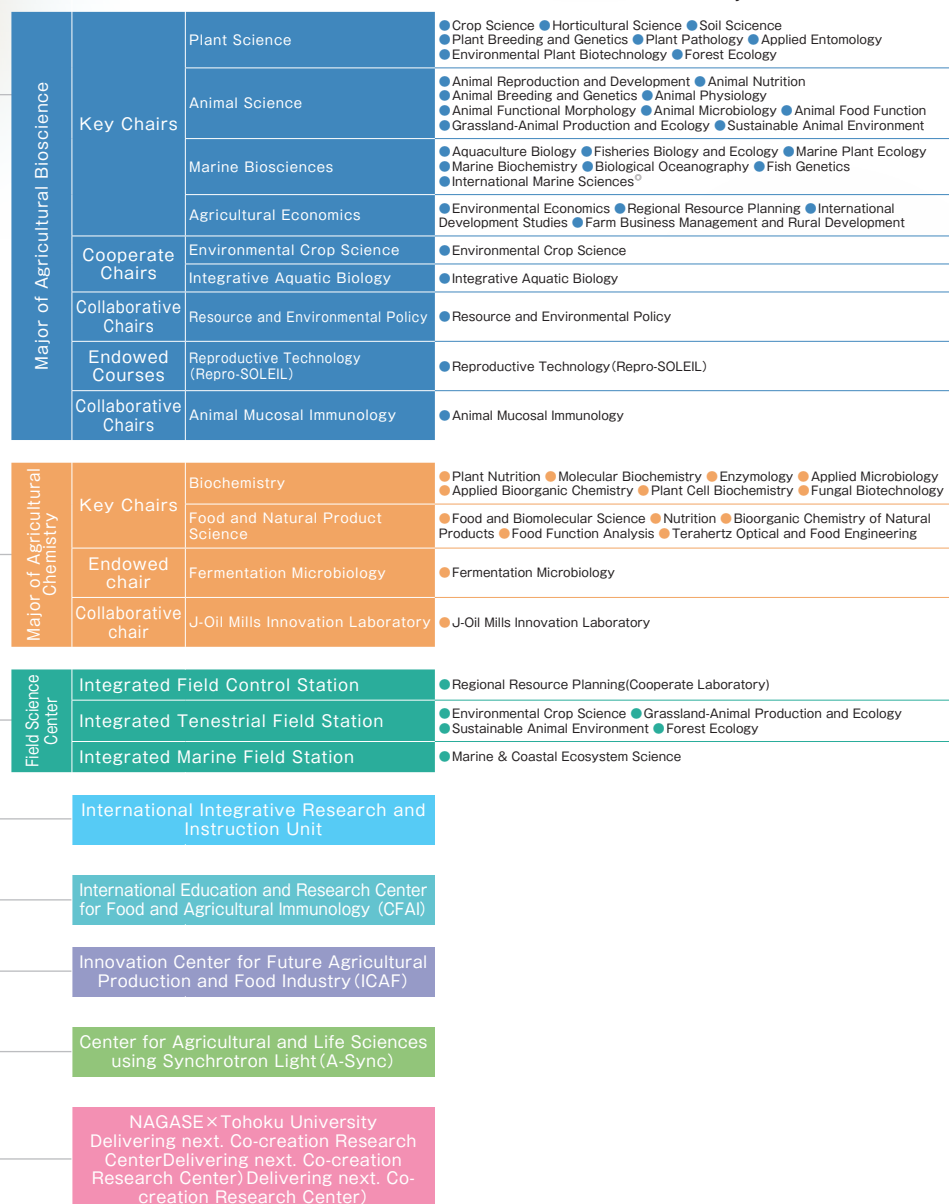 Major of Agricultural Bioscience
Key Chairs
Plant Science
●Crop Science ●Horticultural Science ●Soil Scicence
●Plant Breeding and Genetics ●Plant Pathology ●Applied Entomology
●Environmental Plant Biotechnology ●Forest Ecology
Animal Science
●Animal Reproduction and Development ●Animal Nutrition
●Animal Breeding and Genetics ●Animal Physiology
●Animal Functional Morphology ●Animal Microbiology ●Animal Food Function
●Grassland-Animal Production and Ecology ●Sustainable Animal Environment
Marine Biosciences
●Aquaculture Biology ●Fisheries Biology and Ecology ●Marine Plant Ecology
●Marine Biochemistry ●Biological Oceanography ●Fish Genetics
●International Marine Sciences○
Agricultural Economics
●Environmental Economics ●Regional Resource Planning ●International
Development Studies ●Farm Business Management and Rural Development
Cooperate
Chairs
Environmental Crop Science
●Environmental Crop Science
Integrative Aquatic Biology
●Integrative Aquatic Biology
Collaborative
Chairs
Resource and Environmental Policy
●Resource and Environmental Policy
Endowed
Courses
Reproductive Technology
(Repro-SOLEIL)
●Reproductive Technology(Repro-SOLEIL)
Collaborative
Chairs
Animal Mucosal Immunology
●Animal Mucosal Immunology
Major of Agricultural
Chemistry
Key Chairs
Biochemistry
●Plant Nutrition ●Molecular Biochemistry ●Enzymology ●Applied Microbiology
●Applied Bioorganic Chemistry ●Plant Cell Biochemistry ●Fungal Biotechnology
Food and Natural Product
Science
●Food and Biomolecular Science ●Nutrition ●Bioorganic Chemistry of Natural
Products ●Food Function Analysis ●Terahertz Optical and Food Engineering
Endowed
chair
Fermentation Microbiology
●Fermentation Microbiology
Collaborative
chair
J-Oil Mills Innovation Laboratory
●J-Oil Mills Innovation Laboratory
Field Science
Center
Integrated Field Control Station
●Regional Resource Planning(Cooperate Laboratory)
Integrated Tenestrial Field Station
●Environmental Crop Science ●Grassland-Animal Production and Ecology
●Sustainable Animal Environment ●Forest Ecology
Integrated Marine Field Station
●Marine & Coastal Ecosystem Science
International Integrative Research and
Instruction Unit
International Education and Research Center
for Food and Agricultural Immunology (CFAI)
Innovation Center for Future Agricultural
Production and Food Industry(ICAF)
Center for Agricultural and Life Sciences
using Synchrotron Light(A-Sync)
NAGASE×Tohoku University
Delivering next. Co-creation Research
CenterDelivering next. Co-creation
Research Center)Delivering next. Co-
creation Research Center)